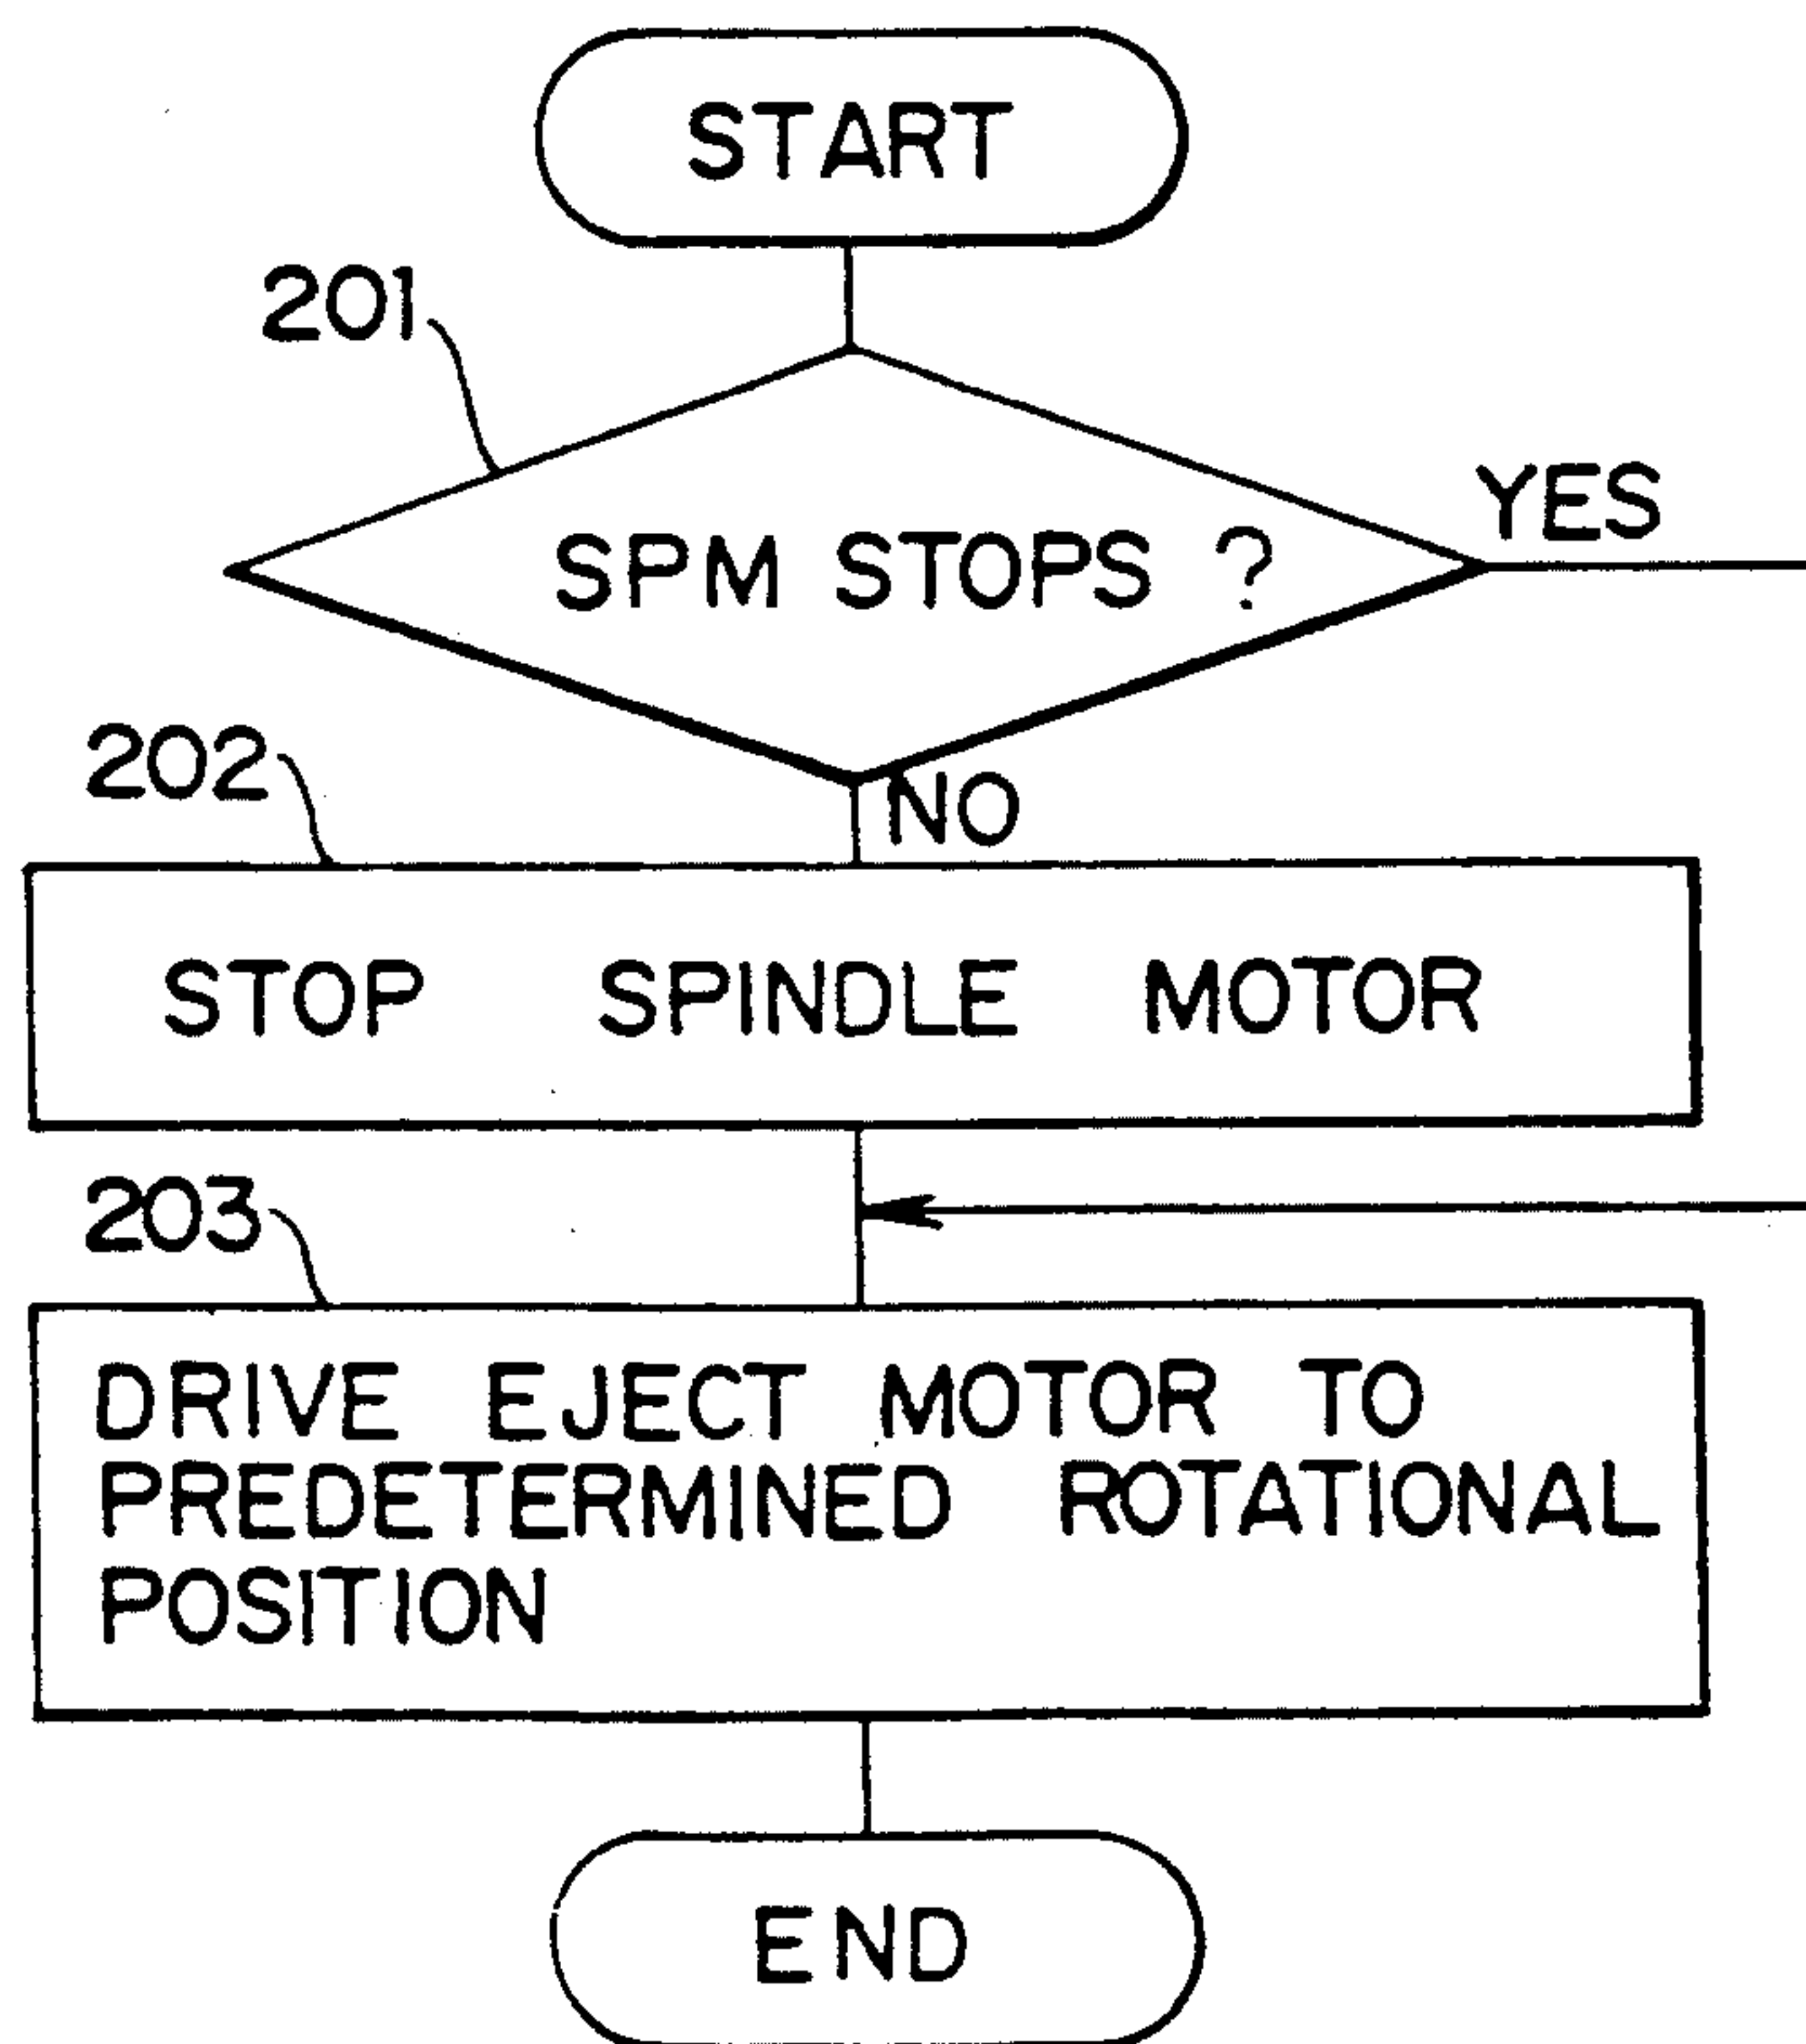 START
201
SPM STOPS ?
YES
202
NO
STOP SPINDLE MOTOR
203
DRIVE EJECT MOTOR TO
PREDETERMINED ROTATIONAL
POSITION
END